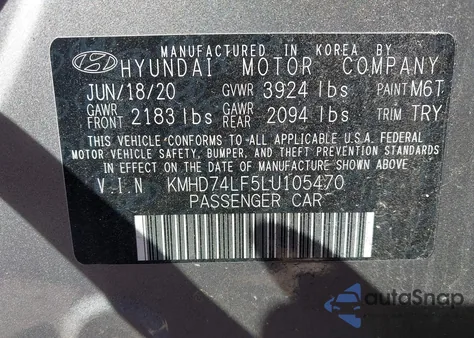 MANUFACTURED IN KOREA BY
HYUNDAI MOTOR COMPANY
JUN/18/20 GVWR 3924 lbs PAINT M6T
GAWR FRONT 2183 lbs GAWR REAR 2094 lbs TRIM TRY
THIS VEHICLE CONFORMS TO ALL APPLICABLE U.S.A. FEDERAL
MOTOR VEHICLE SAFETY, BUMPER, AND THEFT PREVENTION STANDARDS
IN EFFECT ON THE DATE OF MANUFACTURE SHOWN ABOVE.
V.I.N KMHD74LF5LU105470
PASSENGER CAR
autoSnap